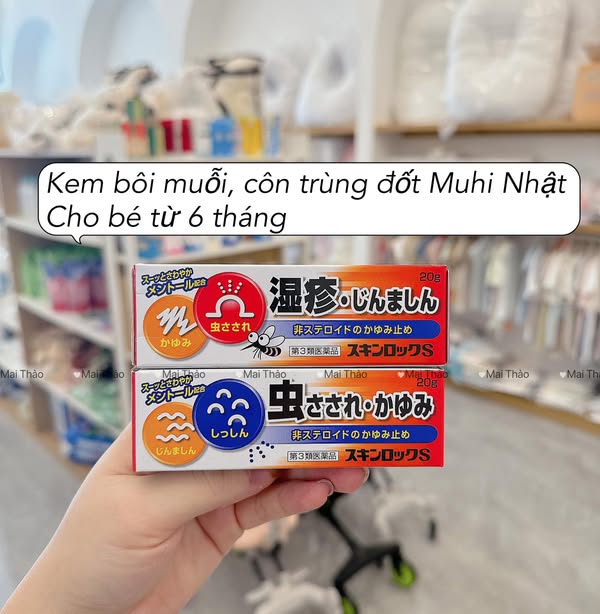 Kem bôi muỗi, côn trùng đốt Muhi Nhật
Cho bé từ 6 tháng
20g
スーッとさわやか
メントール配合
かゆみ
虫さされ
湿疹・じんましん
非ステロイドのかゆみ止め
第3類医薬品 スキンロックS
Mai Thảo Mai Thảo Mai Thảo Mai Thảo Mai Thảo Mai Thảo Mai Thảo
20g
スーッとさわやか
メントール配合
じんましん
しっしん
虫さされ・かゆみ
非ステロイドのかゆみ止め
第3類医薬品 スキンロックS